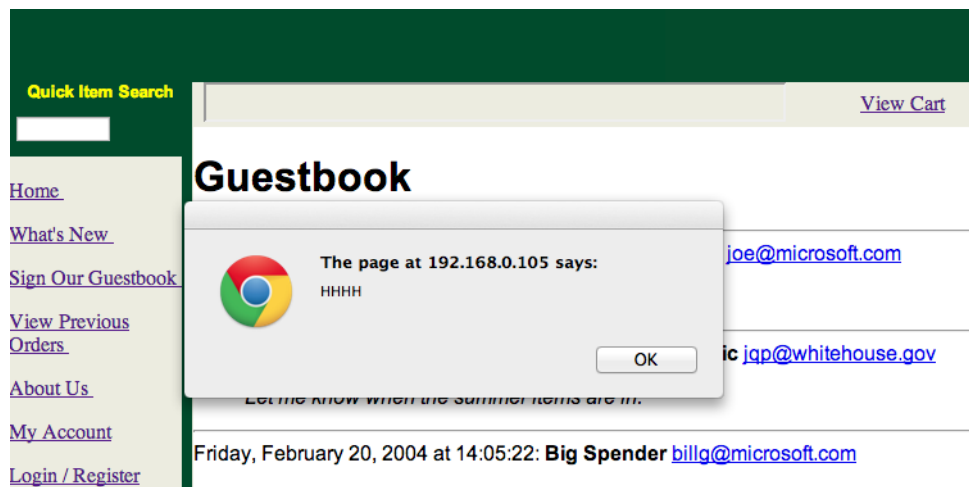 Quick Item Search
View Cart
Guestbook
Home
What's New
Sign Our Guestbook
View Previous
Orders
About Us
My Account
Login / Register
The page at 192.168.0.105 says:
HHHH
OK
joe@microsoft.com
ic jqp@whitehouse.gov
Let me know when the summer items are in.
Friday, February 20, 2004 at 14:05:22: Big Spender billg@microsoft.com